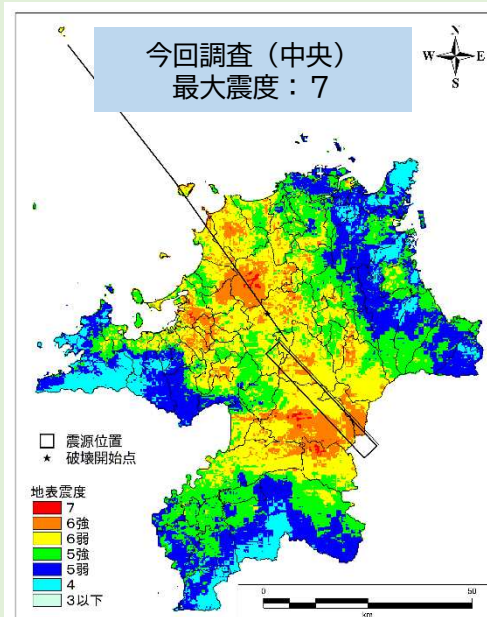 今回調査（中央）
最大震度：７
N
W E
S
震源位置
★ 破壊開始点
地表震度
7
6強
6弱
5強
5弱
4
3以下
0 50
km